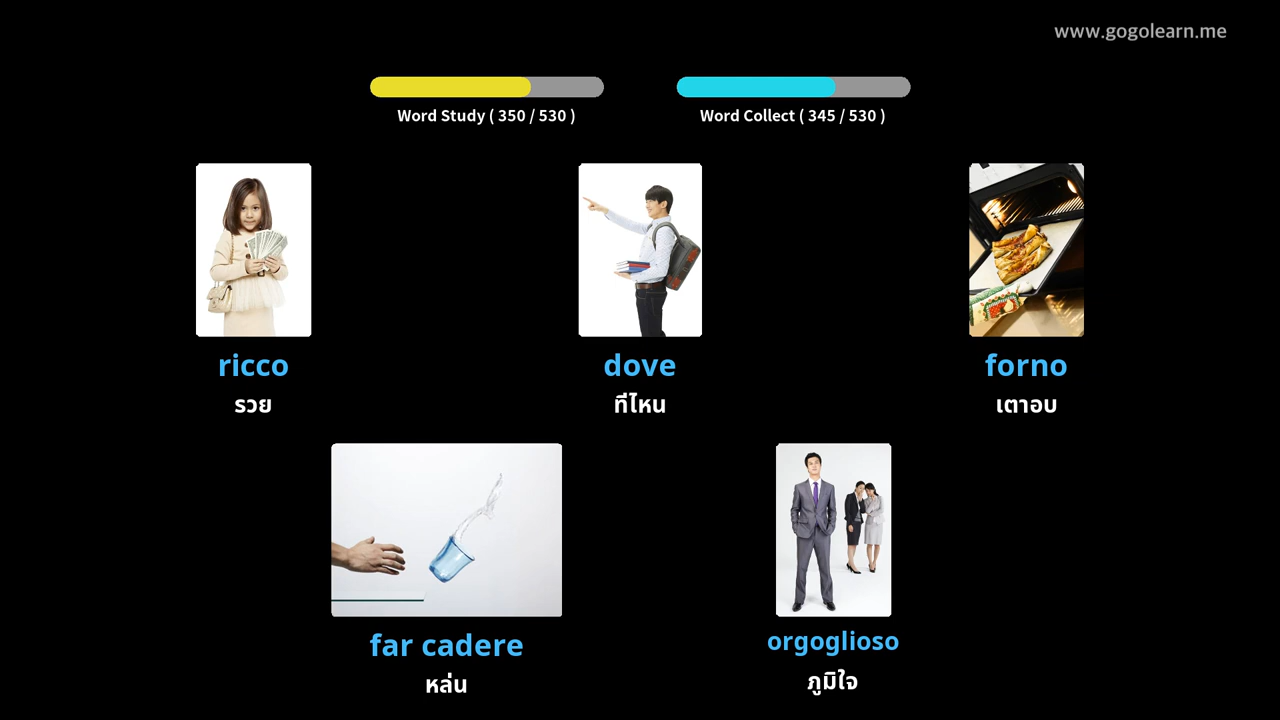 www.gogolearn.me
Word Study ( 350 / 530 )
Word Collect ( 345 / 530 )
ricco
รวย
dove
ที่ไหน
forno
เตาอบ
far cadere
หล่น
orgoglioso
ภูมิใจ